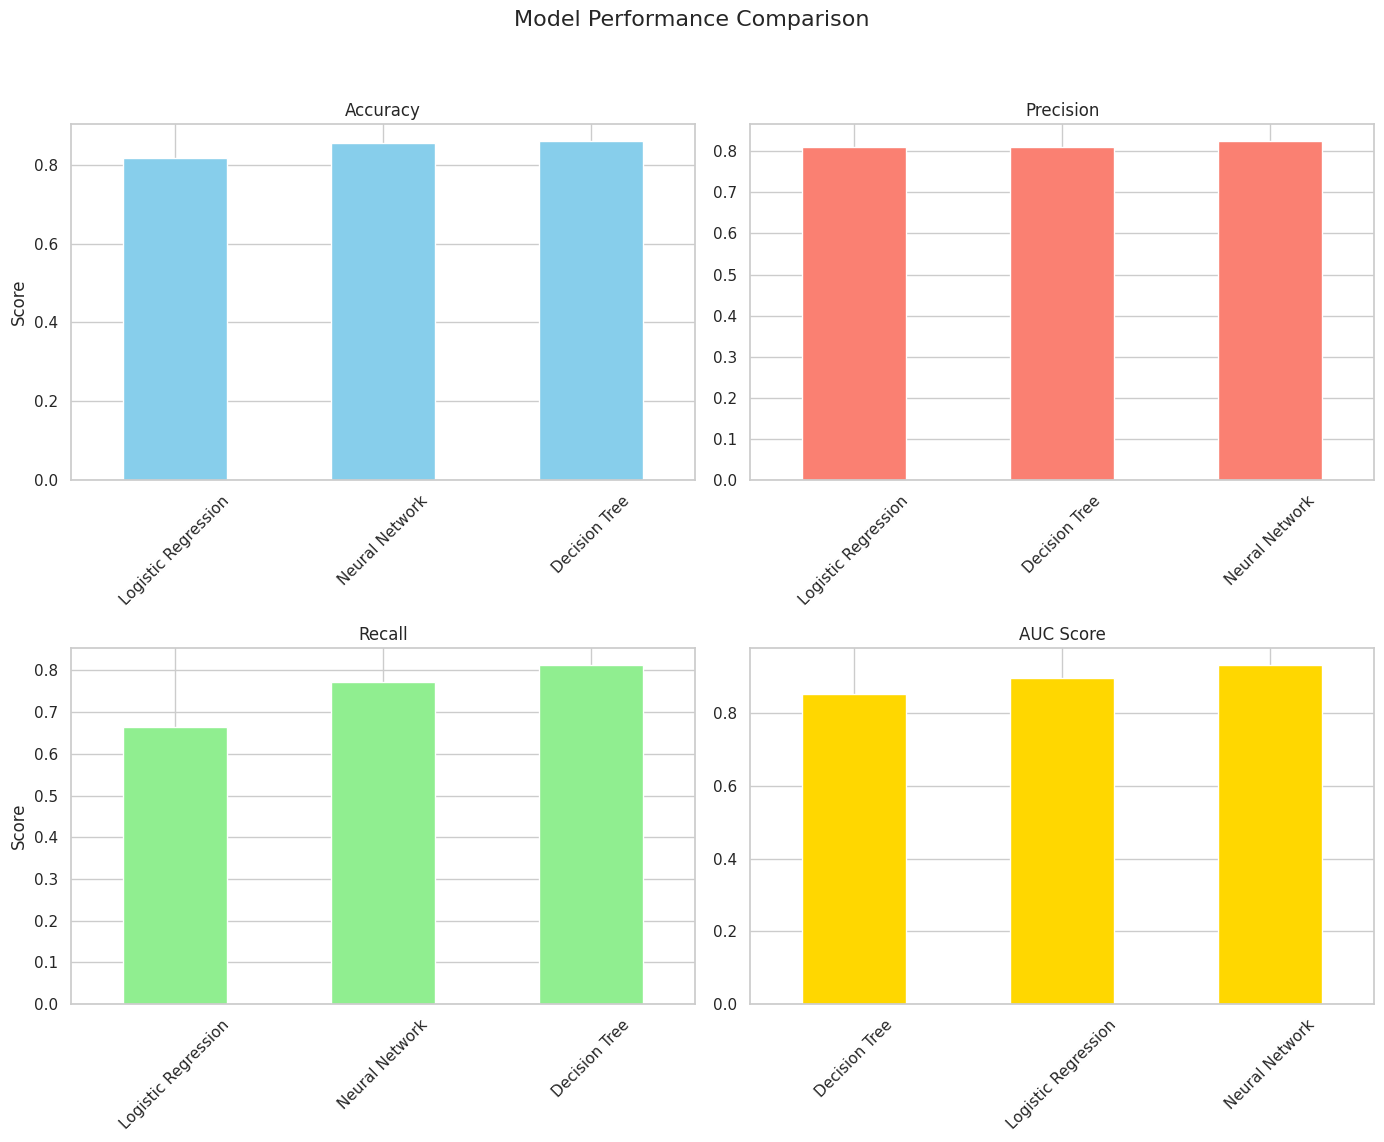 Model Performance Comparison
Accuracy
Score
0.8
0.6
0.4
0.2
0.0
Logistic Regression
Neural Network
Decision Tree
Precision
0.8
0.7
0.6
0.5
0.4
0.3
0.2
0.1
0.0
Logistic Regression
Decision Tree
Neural Network
Recall
Score
0.8
0.7
0.6
0.5
0.4
0.3
0.2
0.1
0.0
Logistic Regression
Neural Network
Decision Tree
AUC Score
0.8
0.6
0.4
0.2
0.0
Decision Tree
Logistic Regression
Neural Network